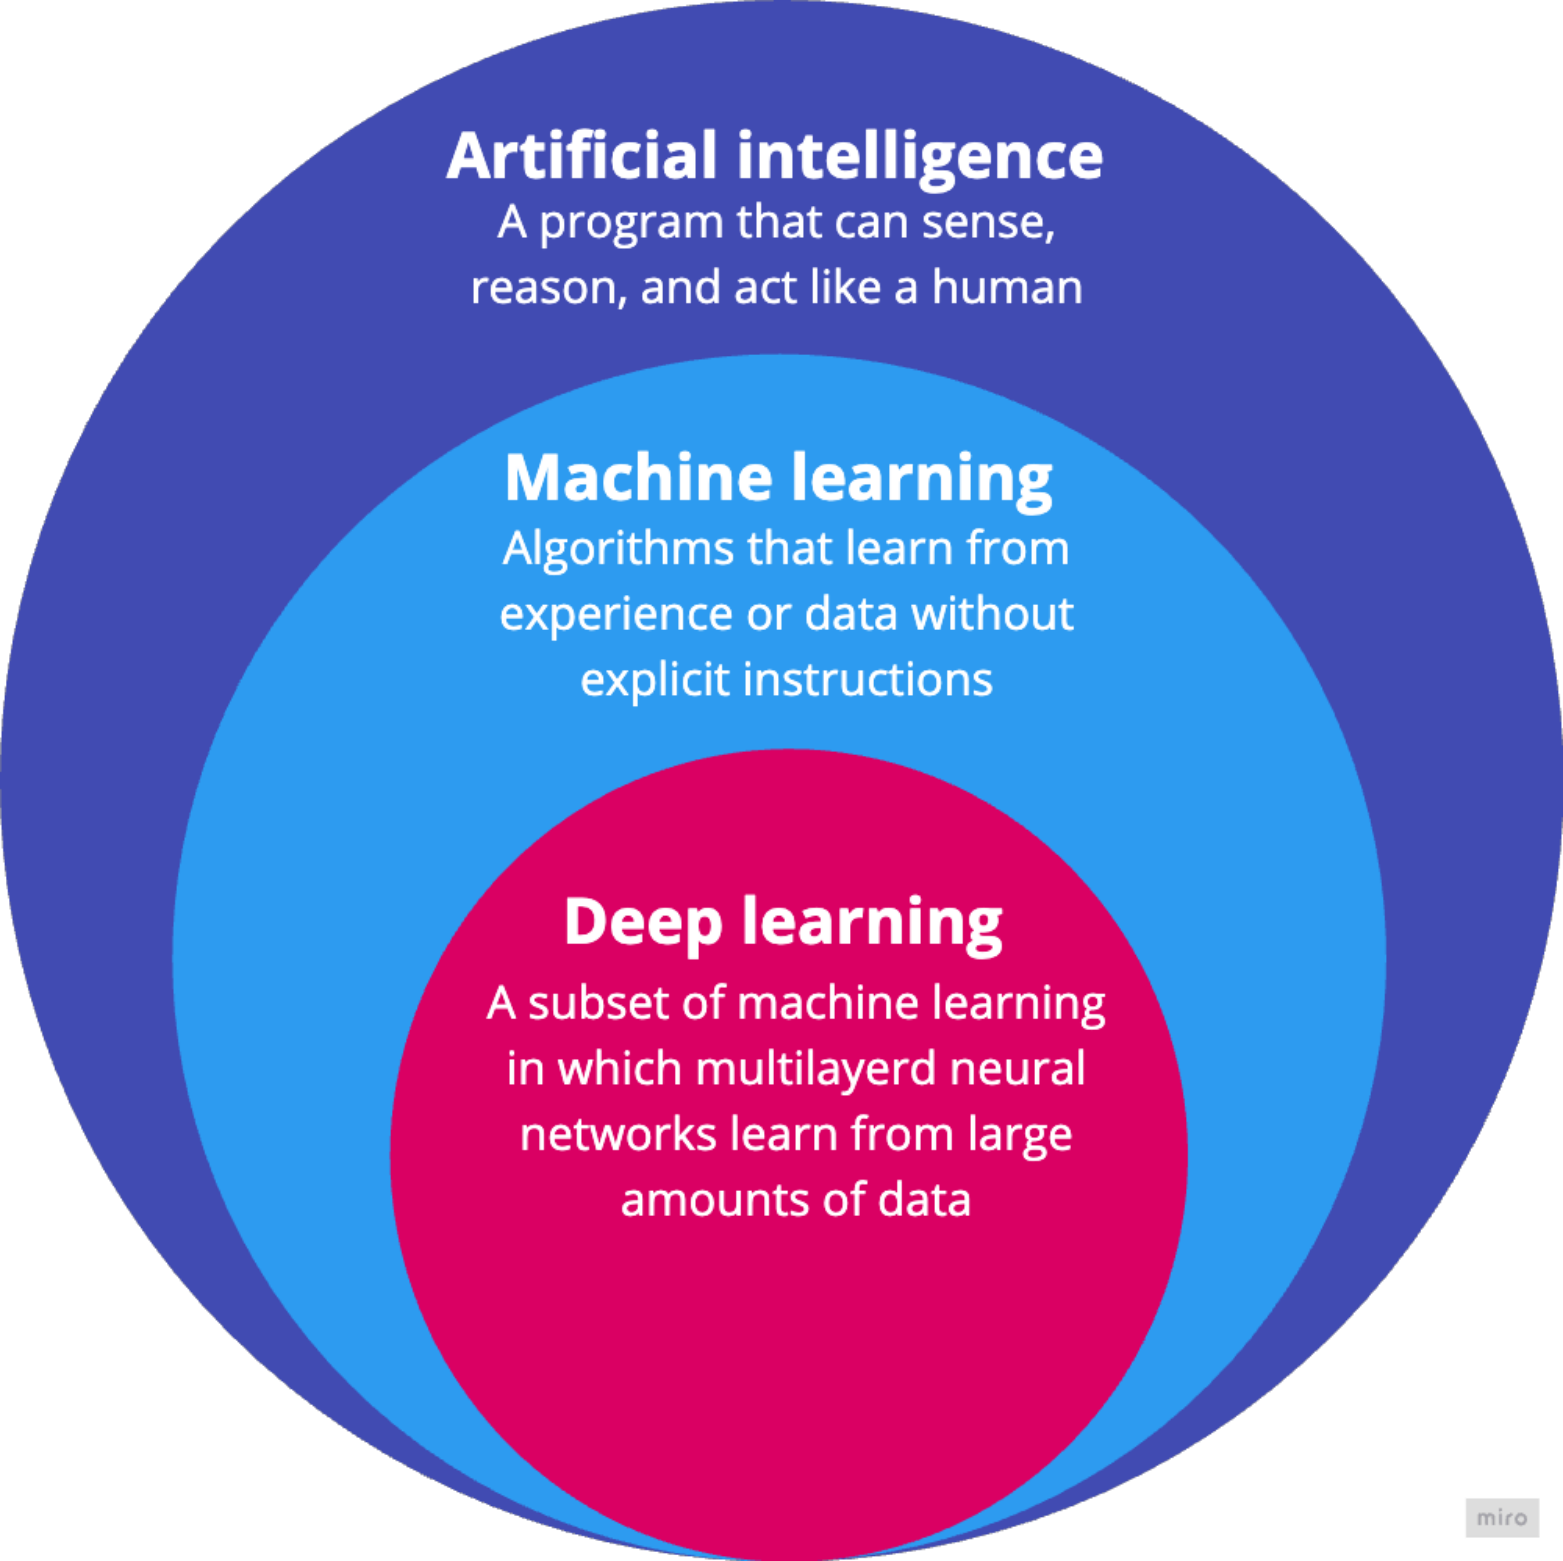 Artificial intelligence
A program that can sense,
reason, and act like a human
Machine learning
Algorithms that learn from
experience or data without
explicit instructions
Deep learning
A subset of machine learning
in which multilayerd neural
networks learn from large
amounts of data
miro